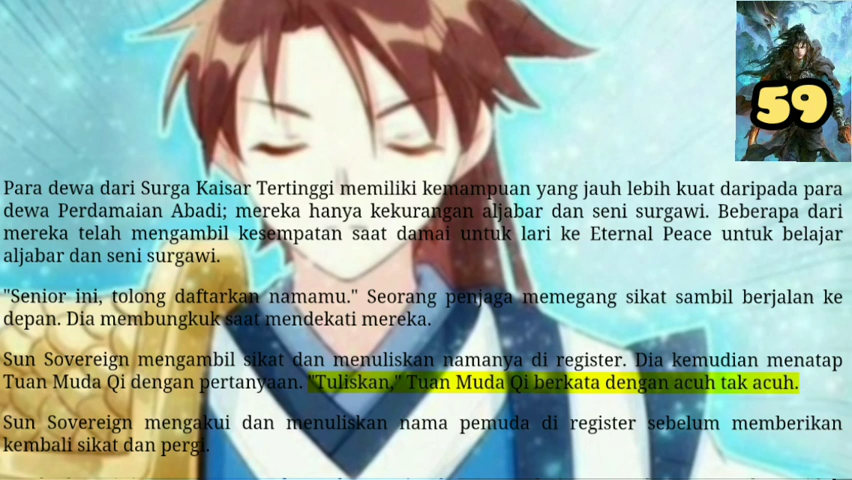 59
Para dewa dari Surga Kaisar Tertinggi memiliki kemampuan yang jauh lebih kuat daripada para
dewa Perdamaian Abadi; mereka hanya kekurangan aljabar dan seni surgawi. Beberapa dari
mereka telah mengambil kesempatan saat damai untuk lari ke Eternal Peace untuk belajar
aljabar dan seni surgawi.
"Senior ini, tolong daftarkan namamu." Seorang penjaga memegang sikat sambil berjalan ke
depan. Dia membungkuk saat mendekati mereka.
Sun Sovereign mengambil sikat dan menuliskan namanya di register. Dia kemudian menatap
Tuan Muda Qi dengan pertanyaan. "Tuliskan," Tuan Muda Qi berkata dengan acuh tak acuh.
Sun Sovereign mengakui dan menuliskan nama pemuda di register sebelum memberikan
kembali sikat dan pergi.